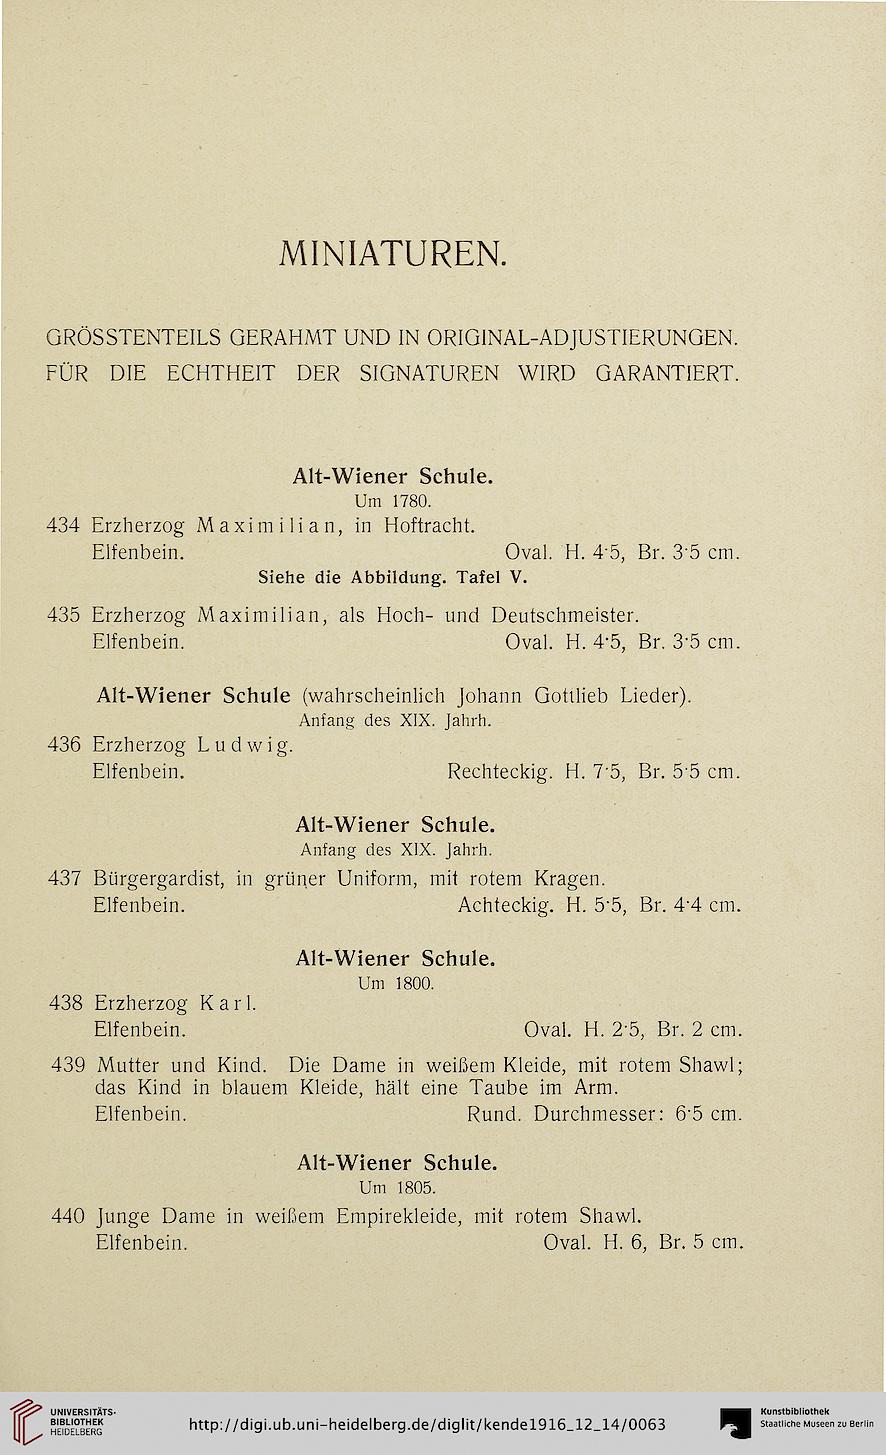 MINIATUREN.
GRÖSSTENTEILS GERAHMT UND IN ORIGINAL-ADJUSTIERUNGEN.
FÜR DIE ECHTHEIT DER SIGNATUREN WIRD GARANTIERT.
Alt-Wiener Schule.
Um 1780.
434 Erzherzog Maximilian, in Hoftracht.
Elfenbein. Oval. H. 4·5, Br. 3·5 cm.
Siehe die Abbildung. Tafel V.
435 Erzherzog Maximilian, als Hoch- und Deutschmeister.
Elfenbein. Oval. H. 4·5, Br. 3·5 cm.
Alt-Wiener Schule (wahrscheinlich Johann Gottlieb Lieder).
Anfang des XIX. Jahrh.
436 Erzherzog Ludwig.
Elfenbein. Rechteckig. H. 7·5, Br. 5·5 cm.
Alt-Wiener Schule.
Anfang des XIX. Jahrh.
437 Bürgergardist, in grüner Uniform, mit rotem Kragen.
Elfenbein. Achteckig. H. 5·5, Br. 4·4 cm.
Alt-Wiener Schule.
Um 1800.
438 Erzherzog Karl.
Elfenbein. Oval. H. 2·5, Br. 2 cm.
439 Mutter und Kind. Die Dame in weißem Kleide, mit rotem Shawl;
das Kind in blauem Kleide, hält eine Taube im Arm.
Elfenbein. Rund. Durchmesser: 6·5 cm.
Alt-Wiener Schule.
Um 1805.
440 Junge Dame in weißem Empirekleide, mit rotem Shawl.
Elfenbein. Oval. H. 6, Br. 5 cm.
UNIVERSITÄTS-
BIBLIOTHEK
HEIDELBERG
http://digi.ub.uni-heidelberg.de/diglit/kende1916_12_14/0063
Kunstbibliothek
Staatliche Museen zu Berlin